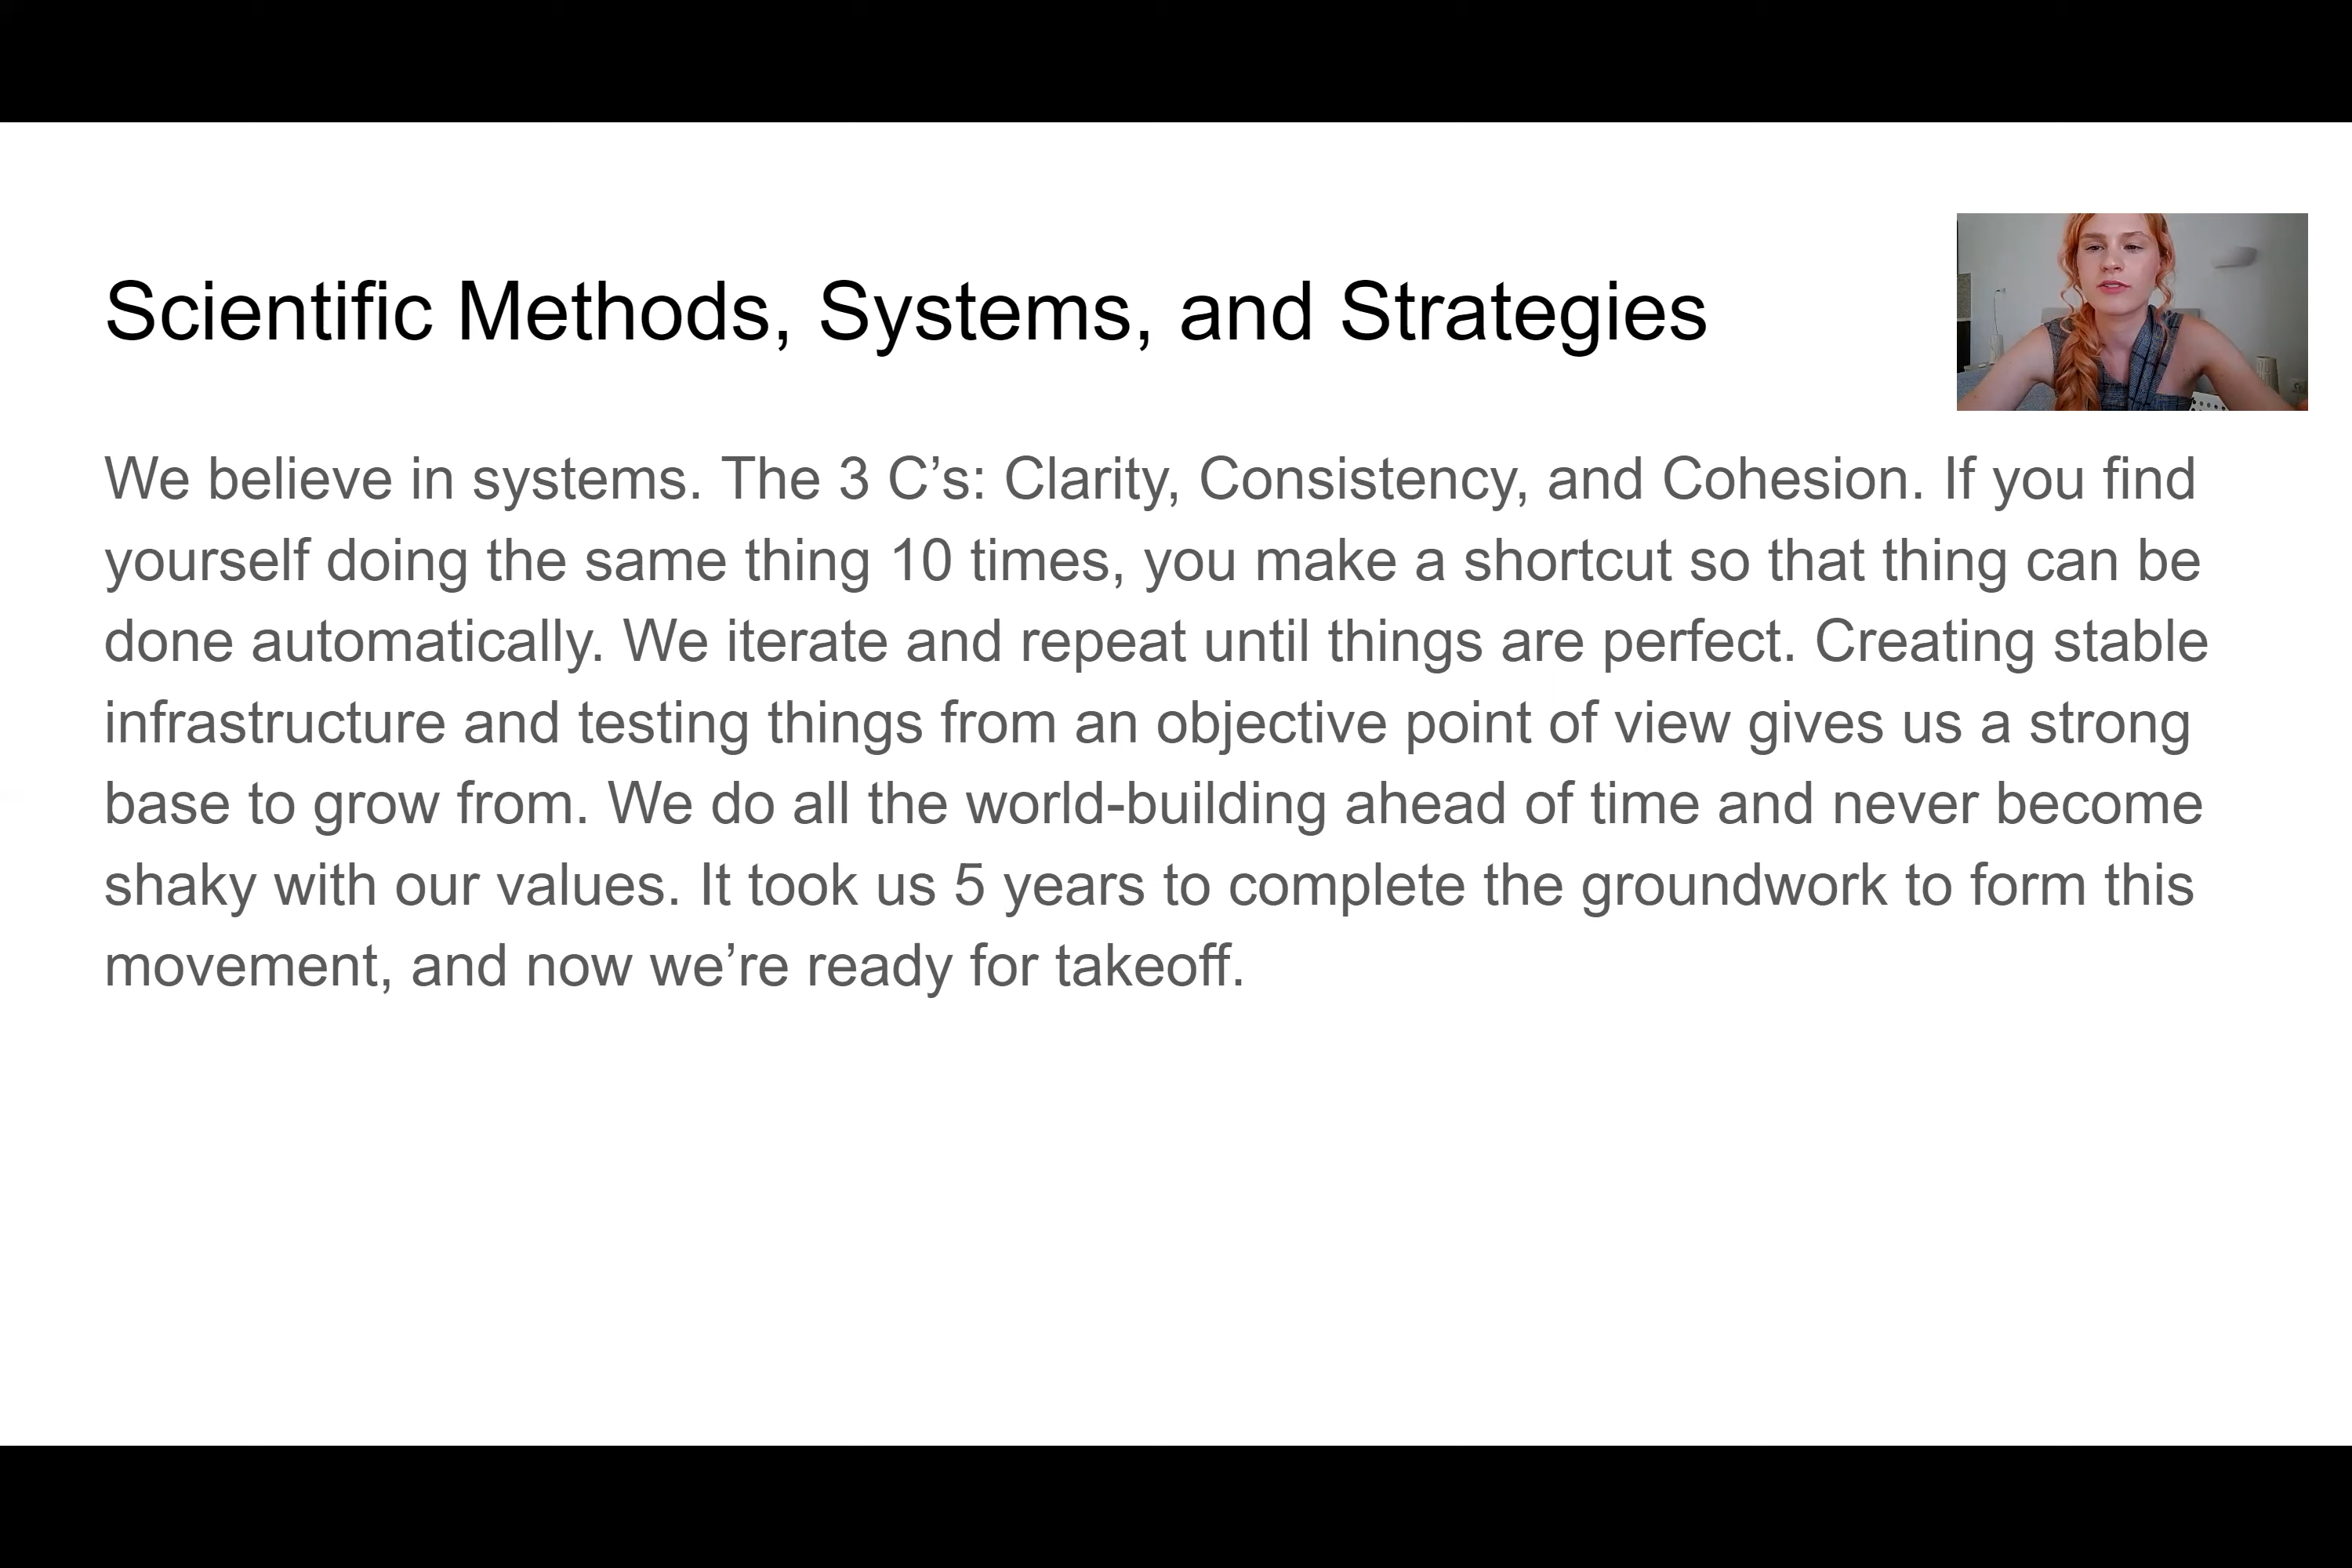 Scientific Methods, Systems, and Strategies
We believe in systems. The 3 C’s: Clarity, Consistency, and Cohesion. If you find
yourself doing the same thing 10 times, you make a shortcut so that thing can be
done automatically. We iterate and repeat until things are perfect. Creating stable
infrastructure and testing things from an objective point of view gives us a strong
base to grow from. We do all the world-building ahead of time and never become
shaky with our values. It took us 5 years to complete the groundwork to form this
movement, and now we’re ready for takeoff.